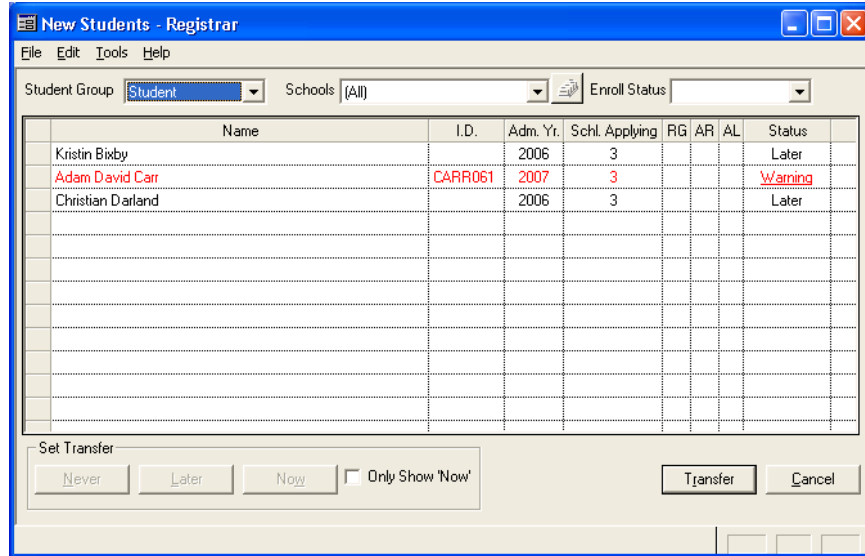 New Students - Registrar
File Edit Tools Help
Student Group Student Schools (All) Enroll Status
Name I.D. Adm. Yr. Schl. Applying RG AR AL Status
Kristin Bixby 2006 3 Later
Adam David Carr CARR061 2007 3 Warning
Christian Darland 2006 3 Later
Set Transfer
Never Later Now Only Show 'Now' Transfer Cancel